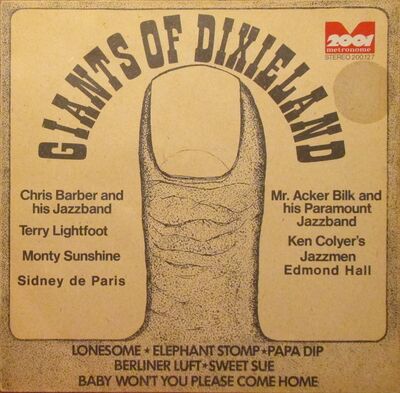 GIANTS OF DIXIELAND
2001
metronome
STEREO 200.127
Chris Barber and
his Jazzband
Terry Lightfoot
Monty Sunshine
Sidney de Paris
Mr. Acker Bilk and
his Paramount
Jazzband
Ken Colyer's
Jazzmen
Edmond Hall
LONESOME ★ ELEPHANT STOMP ★ PAPA DIP
BERLINER LUFT ★ SWEET SUE
BABY WON'T YOU PLEASE COME HOME